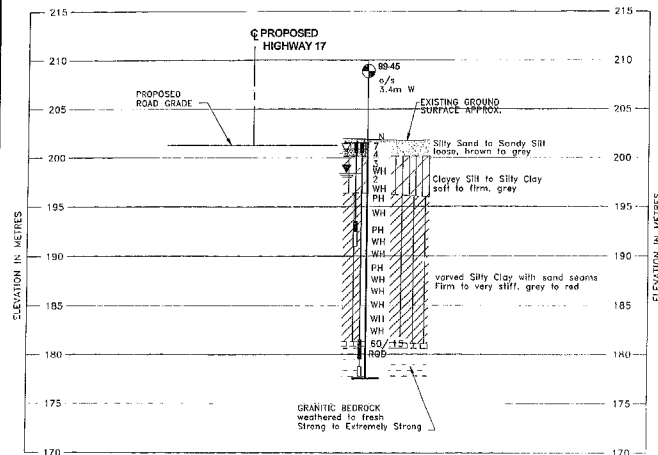 215
215
℄ PROPOSED
HIGHWAY 17
210
210
99-45
o/s
3.4m W
PROPOSED
ROAD GRADE
EXISTING GROUND
SURFACE APPROX.
205
205
N
7
4
3
WH
2
WH
PH
WH
PH
WH
WH
PH
WH
WH
WH
WH
WH
60/.15
RQD
Silty Sand to Sandy Silt
loose, brown to grey
200
200
Clayey Silt to Silty Clay
soft to firm, grey
195
195
ELEVATION IN METRES
ELEVATION IN METRES
190
190
varved Silty Clay with sand seams
Firm to very stiff, grey to red
185
185
180
180
175
175
GRANITIC BEDROCK
weathered to fresh
Strong to Extremely Strong
170
170